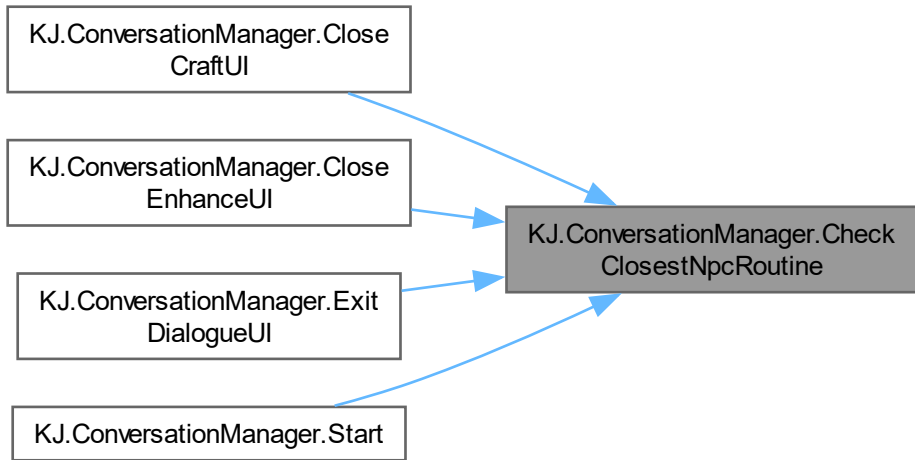 KJ.ConversationManager.Close
CraftUI
KJ.ConversationManager.Close
EnhanceUI
KJ.ConversationManager.Check
ClosestNpcRoutine
KJ.ConversationManager.Exit
DialogueUI
KJ.ConversationManager.Start